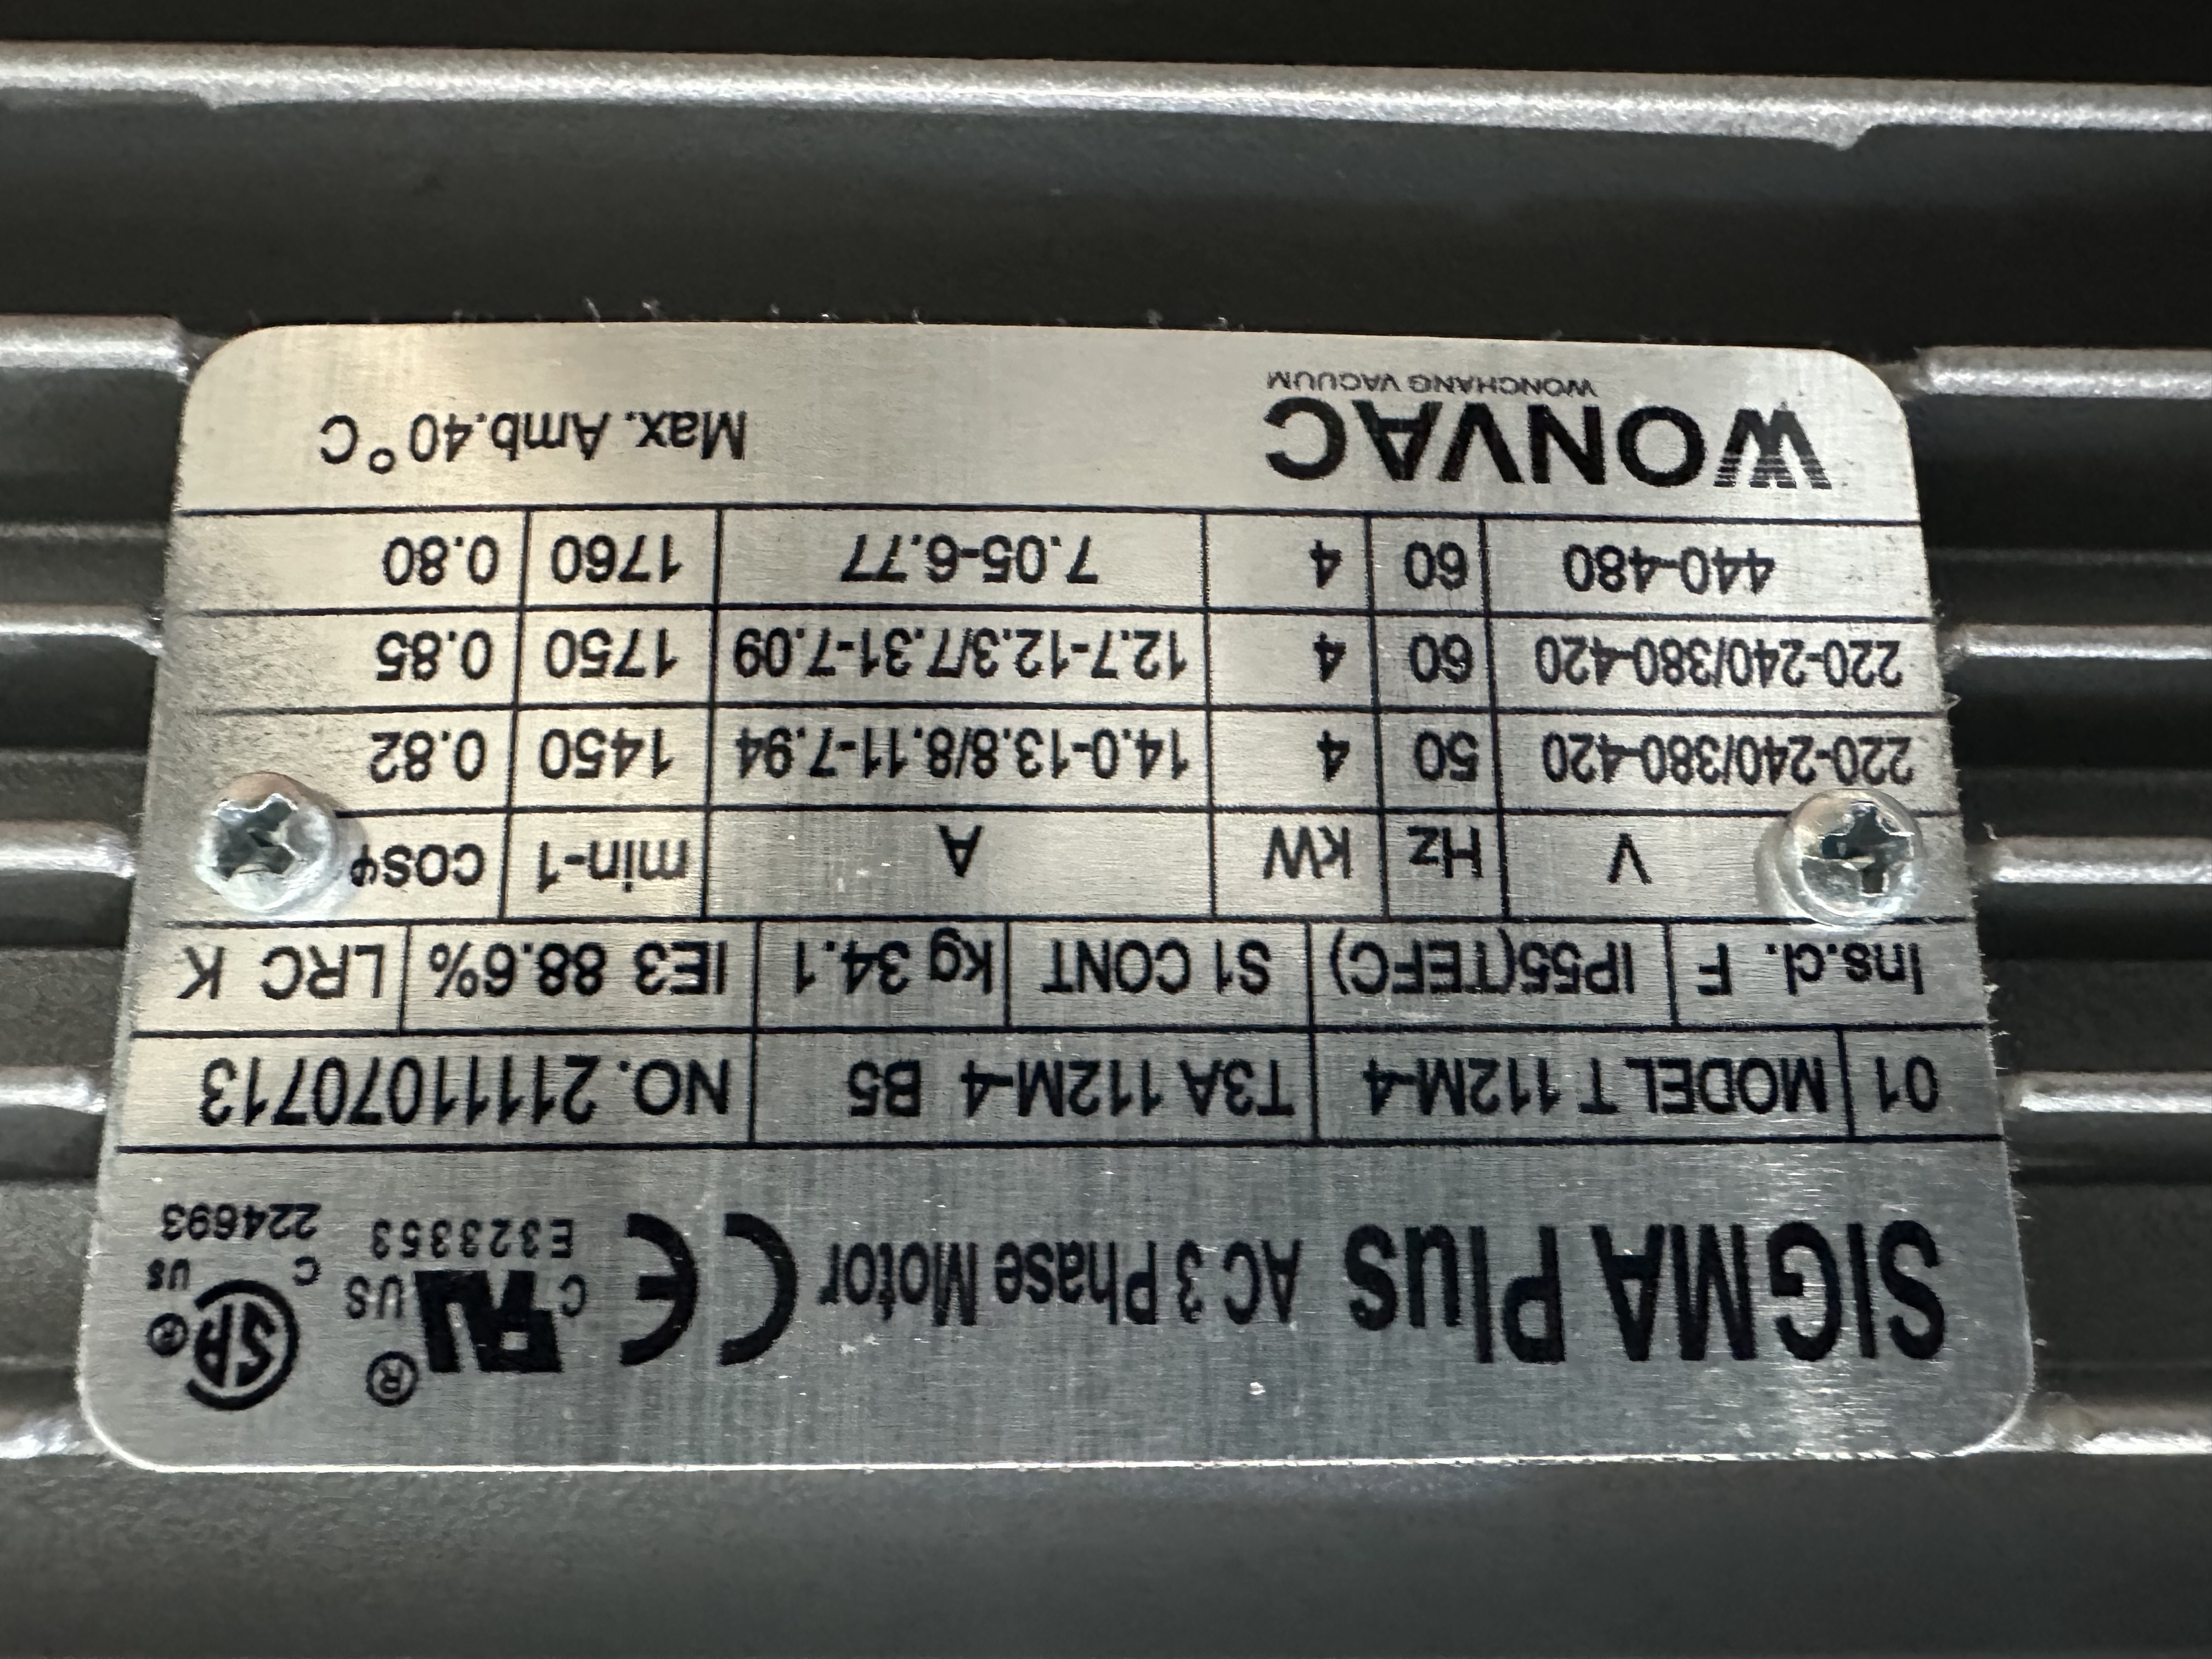 SIGMA Plus AC 3 Phase Motor CE ® c UR US E323353 SA ® C US 224693
01 MODEL T 112M-4 T3A 112M-4 B5 NO. 21111070713
Ins.cl. F IP55(TEFC) S1 CONT kg 34.1 IE3 88.6% LRC K
V Hz kW A min-1 cosφ
220-240/380-420 50 4 14.0-13.8/8.11-7.94 1450 0.82
220-240/380-420 60 4 12.7-12.3/7.31-7.09 1750 0.85
440-480 60 4 7.05-6.77 1760 0.80
WONVAC Max. Amb.40°C
WONCHANG VACUUM